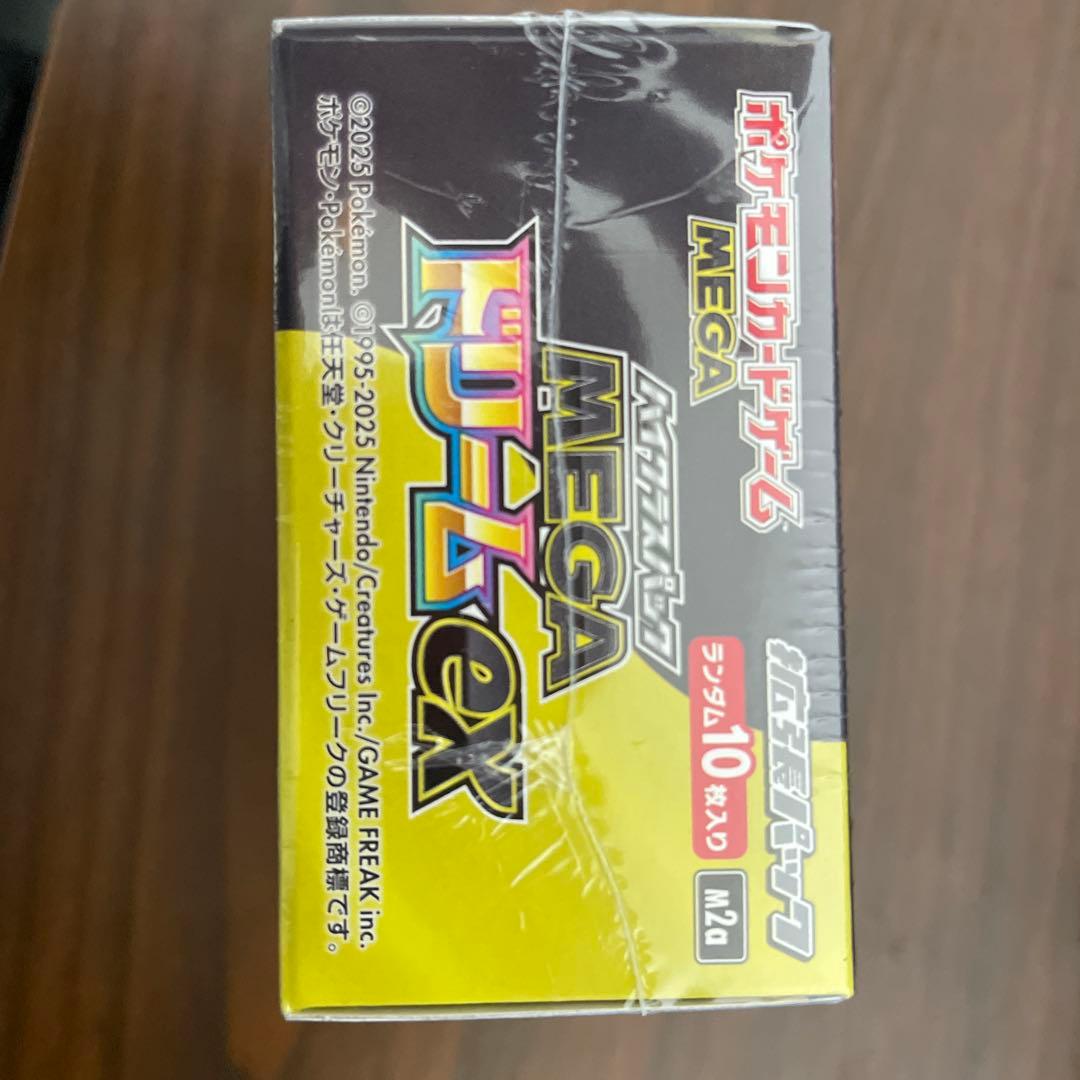 ポケモンカードゲーム
MEGA
拡張パック
ランダム10枚入り
M2a
ハイクラスパック
MEGA
ドリームex
©2025 Pokémon. ©1995-2025 Nintendo/Creatures Inc./GAME FREAK inc.
ポケモン・Pokémonは任天堂・クリーチャーズ・ゲームフリークの登録商標です。